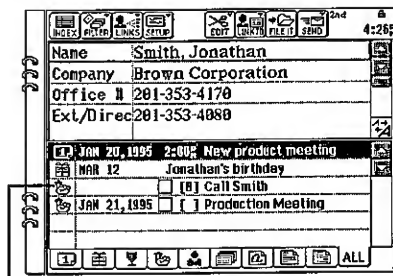 INDEX FILTER LINKS SETUP EDIT LINKTO FILE IT SEND 2nd 4:26P
Name Smith, Jonathan
Company Brown Corporation
Office # 201-353-4170
Ext/Direc 201-353-4080
JAN 20,1995 2:00P New product meeting
MAR 12 Jonathan's birthday
[B] Call Smith
JAN 21,1995 [ ] Production Meeting
ALL